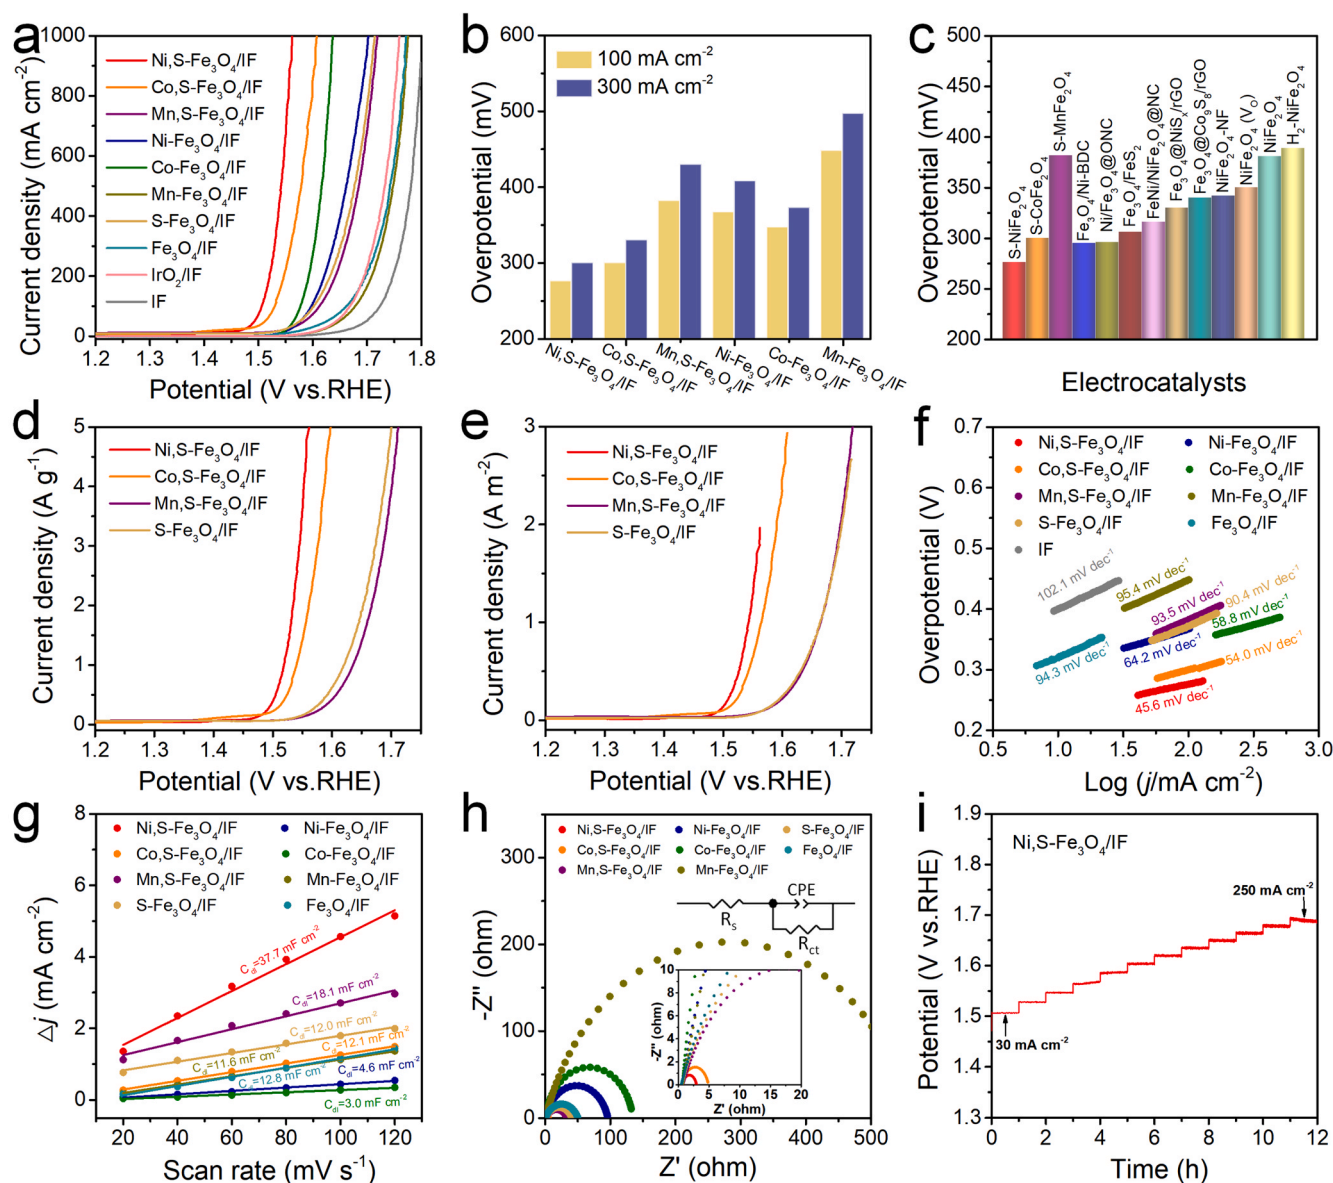 a
Current density (mA cm⁻²)
1000
800
600
400
200
0
Ni,S-Fe₃O₄/IF
Co,S-Fe₃O₄/IF
Mn,S-Fe₃O₄/IF
Ni-Fe₃O₄/IF
Co-Fe₃O₄/IF
Mn-Fe₃O₄/IF
S-Fe₃O₄/IF
Fe₃O₄/IF
IrO₂/IF
IF
1.2 1.3 1.4 1.5 1.6 1.7 1.8
Potential (V vs.RHE)
b
Overpotential (mV)
600
500
400
300
200
100 mA cm⁻²
300 mA cm⁻²
Ni,S-Fe₃O₄/IF
Co,S-Fe₃O₄/IF
Mn,S-Fe₃O₄/IF
Ni-Fe₃O₄/IF
Co-Fe₃O₄/IF
Mn-Fe₃O₄/IF
c
Overpotential (mV)
500
450
400
350
300
250
200
S-NiFe₂O₄
S-CoFe₂O₄
S-MnFe₂O₄
Fe₃O₄/Ni-BDC
Ni/Fe₃O₄@ONC
Fe₃O₄/FeS₂
FeNi/NiFe₂O₄@NC
Fe₃O₄@NiSₓ/rGO
Fe₃O₄@Co₉S₈/rGO
NiFe₂O₄-NF
NiFe₂O₄ (V_O)
NiFe₂O₄
H₂-NiFe₂O₄
Electrocatalysts
d
Current density (A g⁻¹)
5
4
3
2
1
0
Ni,S-Fe₃O₄/IF
Co,S-Fe₃O₄/IF
Mn,S-Fe₃O₄/IF
S-Fe₃O₄/IF
1.2 1.3 1.4 1.5 1.6 1.7
Potential (V vs.RHE)
e
Current density (A m⁻²)
3
2
1
0
Ni,S-Fe₃O₄/IF
Co,S-Fe₃O₄/IF
Mn,S-Fe₃O₄/IF
S-Fe₃O₄/IF
1.2 1.3 1.4 1.5 1.6 1.7
Potential (V vs.RHE)
f
Overpotential (V)
0.7
0.6
0.5
0.4
0.3
0.2
Ni,S-Fe₃O₄/IF
Ni-Fe₃O₄/IF
Co,S-Fe₃O₄/IF
Co-Fe₃O₄/IF
Mn,S-Fe₃O₄/IF
Mn-Fe₃O₄/IF
S-Fe₃O₄/IF
Fe₃O₄/IF
IF
102.1 mV dec⁻¹
95.4 mV dec⁻¹
93.5 mV dec⁻¹
90.4 mV dec⁻¹
58.8 mV dec⁻¹
94.3 mV dec⁻¹
64.2 mV dec⁻¹
54.0 mV dec⁻¹
45.6 mV dec⁻¹
0.5 1.0 1.5 2.0 2.5 3.0
Log (j/mA cm⁻²)
g
△j (mA cm⁻²)
8
6
4
2
0
Ni,S-Fe₃O₄/IF
Ni-Fe₃O₄/IF
Co,S-Fe₃O₄/IF
Co-Fe₃O₄/IF
Mn,S-Fe₃O₄/IF
Mn-Fe₃O₄/IF
S-Fe₃O₄/IF
Fe₃O₄/IF
C_dl=37.7 mF cm⁻²
C_dl=18.1 mF cm⁻²
C_dl=12.0 mF cm⁻²
C_dl=12.1 mF cm⁻²
C_dl=11.6 mF cm⁻²
C_dl=12.8 mF cm⁻²
C_dl=4.6 mF cm⁻²
C_dl=3.0 mF cm⁻²
20 40 60 80 100 120
Scan rate (mV s⁻¹)
h
-Z" (ohm)
300
200
100
0
Ni,S-Fe₃O₄/IF
Ni-Fe₃O₄/IF
S-Fe₃O₄/IF
Co,S-Fe₃O₄/IF
Co-Fe₃O₄/IF
Fe₃O₄/IF
Mn,S-Fe₃O₄/IF
Mn-Fe₃O₄/IF
CPE
R_s
R_ct
-Z" (ohm)
10
8
6
4
2
0
0 5 10 15 20
Z' (ohm)
0 100 200 300 400 500
Z' (ohm)
i
Potential (V vs.RHE)
1.9
1.8
1.7
1.6
1.5
1.4
1.3
Ni,S-Fe₃O₄/IF
250 mA cm⁻²
30 mA cm⁻²
0 2 4 6 8 10 12
Time (h)